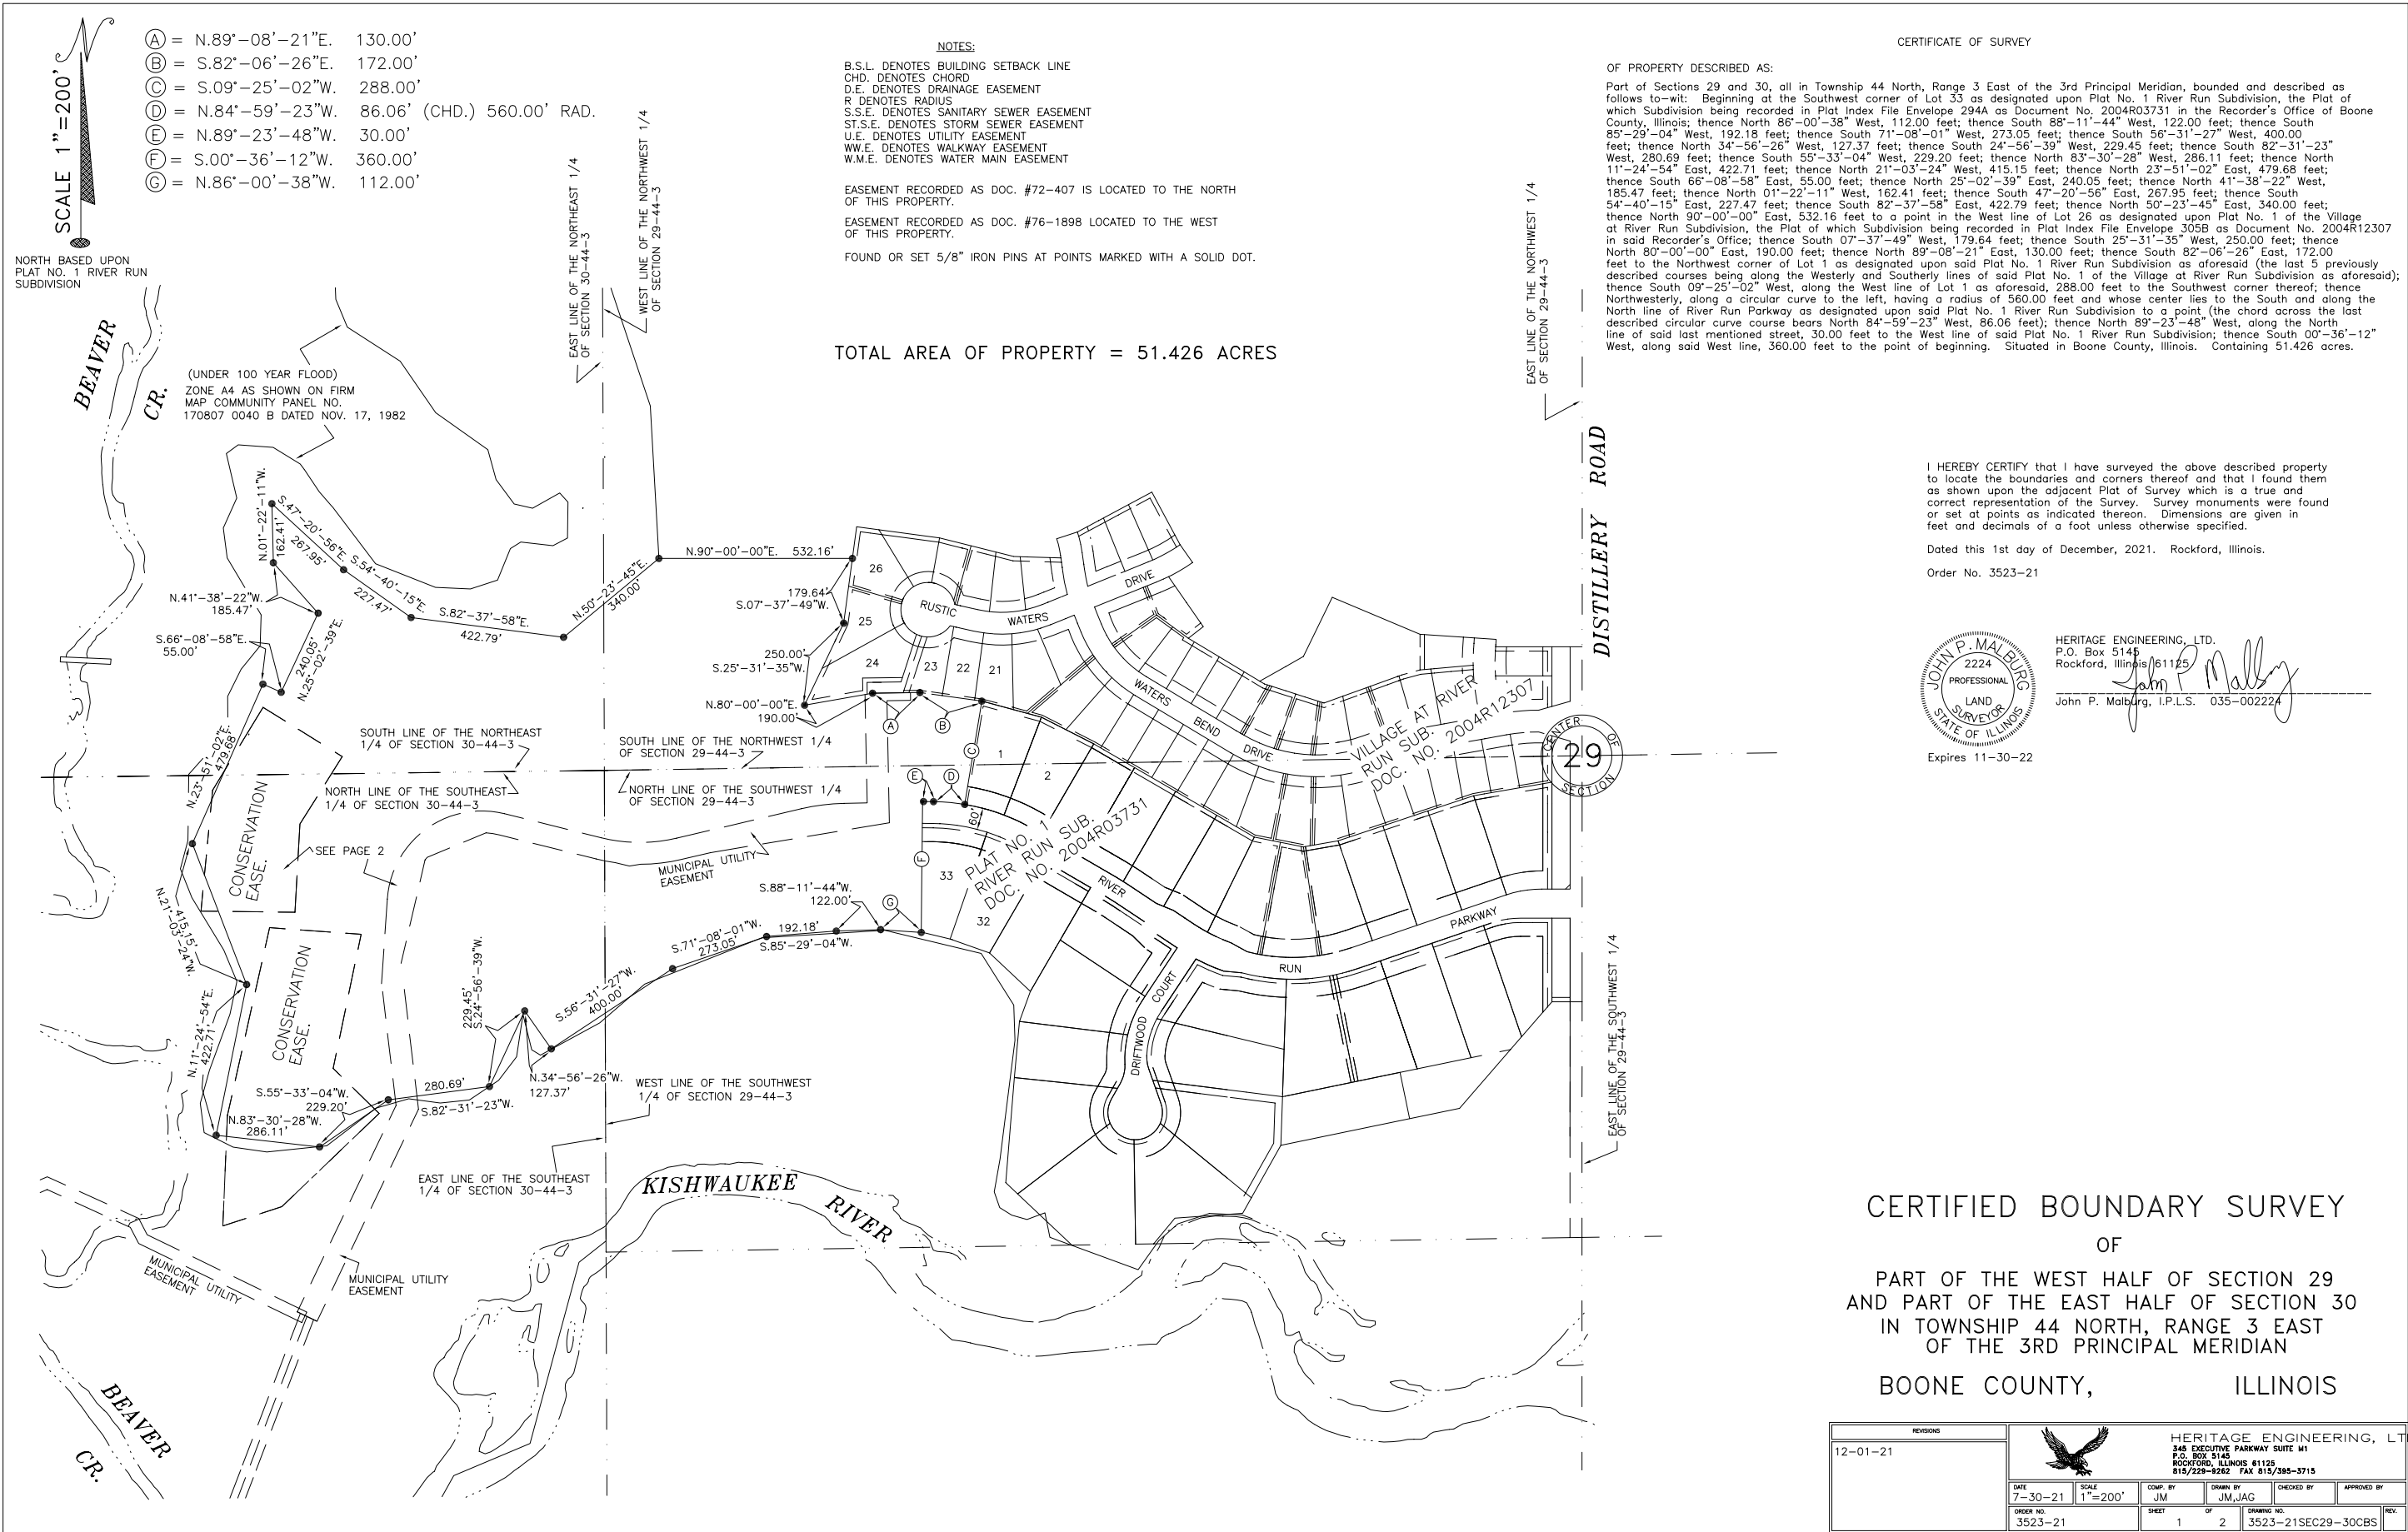 Ⓐ = N.89°-08'-21"E. 130.00'
Ⓑ = S.82°-06'-26"E. 172.00'
Ⓒ = S.09°-25'-02"W. 288.00'
Ⓓ = N.84°-59'-23"W. 86.06' (CHD.) 560.00' RAD.
Ⓔ = N.89°-23'-48"W. 30.00'
Ⓕ = S.00°-36'-12"W. 360.00'
Ⓖ = N.86°-00'-38"W. 112.00'
N
SCALE 1"=200'
NORTH BASED UPON
PLAT NO. 1 RIVER RUN
SUBDIVISION
NOTES:
B.S.L. DENOTES BUILDING SETBACK LINE
CHD. DENOTES CHORD
D.E. DENOTES DRAINAGE EASEMENT
R DENOTES RADIUS
S.S.E. DENOTES SANITARY SEWER EASEMENT
ST.S.E. DENOTES STORM SEWER EASEMENT
U.E. DENOTES UTILITY EASEMENT
WW.E. DENOTES WALKWAY EASEMENT
W.M.E. DENOTES WATER MAIN EASEMENT
EASEMENT RECORDED AS DOC. #72-407 IS LOCATED TO THE NORTH
OF THIS PROPERTY.
EASEMENT RECORDED AS DOC. #76-1898 LOCATED TO THE WEST
OF THIS PROPERTY.
FOUND OR SET 5/8" IRON PINS AT POINTS MARKED WITH A SOLID DOT.
TOTAL AREA OF PROPERTY = 51.426 ACRES
CERTIFICATE OF SURVEY
OF PROPERTY DESCRIBED AS:
Part of Sections 29 and 30, all in Township 44 North, Range 3 East of the 3rd Principal Meridian, bounded and described as
follows to-wit: Beginning at the Southwest corner of Lot 33 as designated upon Plat No. 1 River Run Subdivision, the Plat of
which Subdivision being recorded in Plat Index File Envelope 294A as Document No. 2004R03731 in the Recorder's Office of Boone
County, Illinois; thence North 86°-00'-38" West, 112.00 feet; thence South 88°-11'-44" West, 122.00 feet; thence South
85°-29'-04" West, 192.18 feet; thence South 71°-08'-01" West, 273.05 feet; thence South 56°-31'-27" West, 400.00
feet; thence North 34°-56'-26" West, 127.37 feet; thence South 24°-56'-39" West, 229.45 feet; thence South 82°-31'-23"
West, 280.69 feet; thence South 55°-33'-04" West, 229.20 feet; thence North 83°-30'-28" West, 286.11 feet; thence North
11°-24'-54" East, 422.71 feet; thence North 21°-03'-24" West, 415.15 feet; thence North 23°-51'-02" East, 479.68 feet;
thence South 66°-08'-58" East, 55.00 feet; thence North 25°-02'-39" East, 240.05 feet; thence North 41°-38'-22" West,
185.47 feet; thence North 01°-22'-11" West, 162.41 feet; thence South 47°-20'-56" East, 267.95 feet; thence South
54°-40'-15" East, 227.47 feet; thence South 82°-37'-58" East, 422.79 feet; thence North 50°-23'-45" East, 340.00 feet;
thence North 90°-00'-00" East, 532.16 feet to a point in the West line of Lot 26 as designated upon Plat No. 1 of the Village
at River Run Subdivision, the Plat of which Subdivision being recorded in Plat Index File Envelope 305B as Document No. 2004R12307
in said Recorder's Office; thence South 07°-37'-49" West, 179.64 feet; thence South 25°-31'-35" West, 250.00 feet; thence
North 80°-00'-00" East, 190.00 feet; thence North 89°-08'-21" East, 130.00 feet; thence South 82°-06'-26" East, 172.00
feet to the Northwest corner of Lot 1 as designated upon said Plat No. 1 River Run Subdivision as aforesaid (the last 5 previously
described courses being along the Westerly and Southerly lines of said Plat No. 1 of the Village at River Run Subdivision as aforesaid);
thence South 09°-25'-02" West, along the West line of Lot 1 as aforesaid, 288.00 feet to the Southwest corner thereof; thence
Northwesterly, along a circular curve to the left, having a radius of 560.00 feet and whose center lies to the South and along the
North line of River Run Parkway as designated upon said Plat No. 1 River Run Subdivision to a point (the chord across the last
described circular curve course bears North 84°-59'-23" West, 86.06 feet); thence North 89°-23'-48" West, along the North
line of said last mentioned street, 30.00 feet to the West line of said Plat No. 1 River Run Subdivision; thence South 00°-36'-12"
West, along said West line, 360.00 feet to the point of beginning. Situated in Boone County, Illinois. Containing 51.426 acres.
I HEREBY CERTIFY that I have surveyed the above described property
to locate the boundaries and corners thereof and that I found them
as shown upon the adjacent Plat of Survey which is a true and
correct representation of the Survey. Survey monuments were found
or set at points as indicated thereon. Dimensions are given in
feet and decimals of a foot unless otherwise specified.
Dated this 1st day of December, 2021. Rockford, Illinois.
Order No. 3523-21
JOHN P. MALBURG
2224
PROFESSIONAL
LAND
SURVEYOR
STATE OF ILLINOIS
Expires 11-30-22
HERITAGE ENGINEERING, LTD.
P.O. Box 5145
Rockford, Illinois 61125
John P Malburg
John P. Malburg, I.P.L.S. 035-002224
BEAVER
CR.
(UNDER 100 YEAR FLOOD)
ZONE A4 AS SHOWN ON FIRM
MAP COMMUNITY PANEL NO.
170807 0040 B DATED NOV. 17, 1982
EAST LINE OF THE NORTHEAST 1/4
OF SECTION 30-44-3
WEST LINE OF THE NORTHWEST 1/4
OF SECTION 29-44-3
EAST LINE OF THE NORTHWEST 1/4
OF SECTION 29-44-3
DISTILLERY ROAD
N.01°-22'-11"W.
162.41'
S.47°-20'-56"E.
267.95'
S.54°-40'-15"E.
227.47'
N.41°-38'-22"W.
185.47'
S.66°-08'-58"E.
55.00'
240.05'
N.25°-02'-39"E.
S.82°-37'-58"E.
422.79'
N.50°-23'-45"E.
340.00'
N.90°-00'-00"E. 532.16'
179.64'
S.07°-37'-49"W.
250.00'
S.25°-31'-35"W.
N.80°-00'-00"E.
190.00'
26
25
24
23
22
21
RUSTIC
WATERS
DRIVE
WATERS
BEND
DRIVE
VILLAGE AT RIVER
RUN SUB.
DOC. NO. 2004R12307
CENTER OF
29
SECTION
Ⓐ
Ⓑ
Ⓒ
1
2
Ⓔ
Ⓓ
60'
Ⓕ
33
32
Ⓖ
PLAT NO. 1
RIVER RUN SUB.
DOC. NO. 2004R03731
RIVER
RUN
PARKWAY
DRIFTWOOD
COURT
SOUTH LINE OF THE NORTHEAST
1/4 OF SECTION 30-44-3
SOUTH LINE OF THE NORTHWEST 1/4
OF SECTION 29-44-3
NORTH LINE OF THE SOUTHEAST
1/4 OF SECTION 30-44-3
NORTH LINE OF THE SOUTHWEST 1/4
OF SECTION 29-44-3
N.23°-51'-02"E.
479.68'
CONSERVATION
EASE.
SEE PAGE 2
MUNICIPAL UTILITY
EASEMENT
S.88°-11'-44"W.
122.00'
S.71°-08'-01"W.
273.05'
192.18'
S.85°-29'-04"W.
S.56°-31'-27"W.
400.00'
229.45'
S.24°-56'-39"W.
415.15'
N.21°-03'-24"W.
CONSERVATION
EASE.
N.11°-24'-54"E.
422.71'
S.55°-33'-04"W.
229.20'
N.83°-30'-28"W.
286.11'
280.69'
S.82°-31'-23"W.
N.34°-56'-26"W.
127.37'
WEST LINE OF THE SOUTHWEST
1/4 OF SECTION 29-44-3
EAST LINE OF THE SOUTHEAST
1/4 OF SECTION 30-44-3
EAST LINE OF THE SOUTHWEST 1/4
OF SECTION 29-44-3
KISHWAUKEE
RIVER
MUNICIPAL UTILITY
EASEMENT
MUNICIPAL UTILITY
EASEMENT
BEAVER
CR.
CERTIFIED BOUNDARY SURVEY
OF
PART OF THE WEST HALF OF SECTION 29
AND PART OF THE EAST HALF OF SECTION 30
IN TOWNSHIP 44 NORTH, RANGE 3 EAST
OF THE 3RD PRINCIPAL MERIDIAN
BOONE COUNTY, ILLINOIS
REVISIONS
12-01-21
HERITAGE ENGINEERING, LT
345 EXECUTIVE PARKWAY SUITE M1
P.O. BOX 5145
ROCKFORD, ILLINOIS 61125
815/229-9262 FAX 815/395-3715
DATE SCALE COMP. BY DRAWN BY CHECKED BY APPROVED BY
7-30-21 1"=200' JM JM,JAG
ORDER NO. SHEET OF DRAWING NO. REV.
3523-21 1 2 3523-21SEC29-30CBS